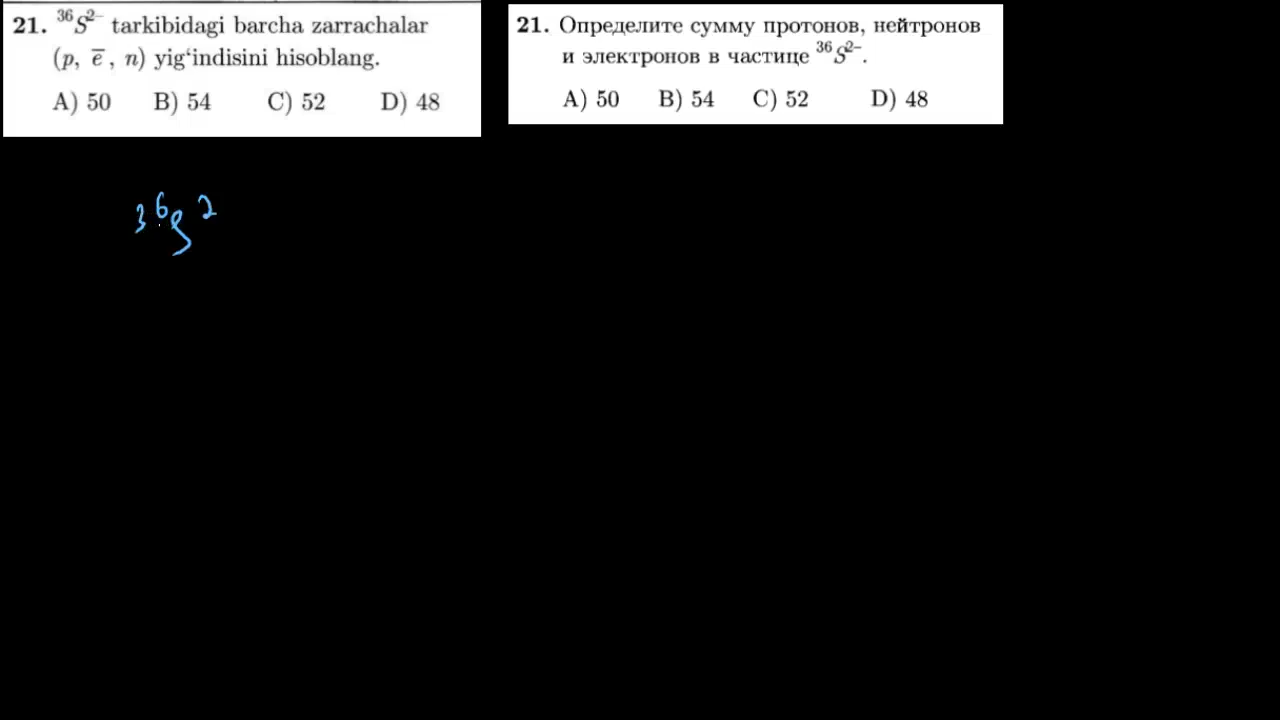 21. ³⁶S²⁻ tarkibidagi barcha zarrachalar
(p, e̅, n) yig‘indisini hisoblang.
A) 50 B) 54 C) 52 D) 48
21. Определите сумму протонов, нейтронов
и электронов в частице ³⁶S²⁻.
A) 50 B) 54 C) 52 D) 48
³⁶S²